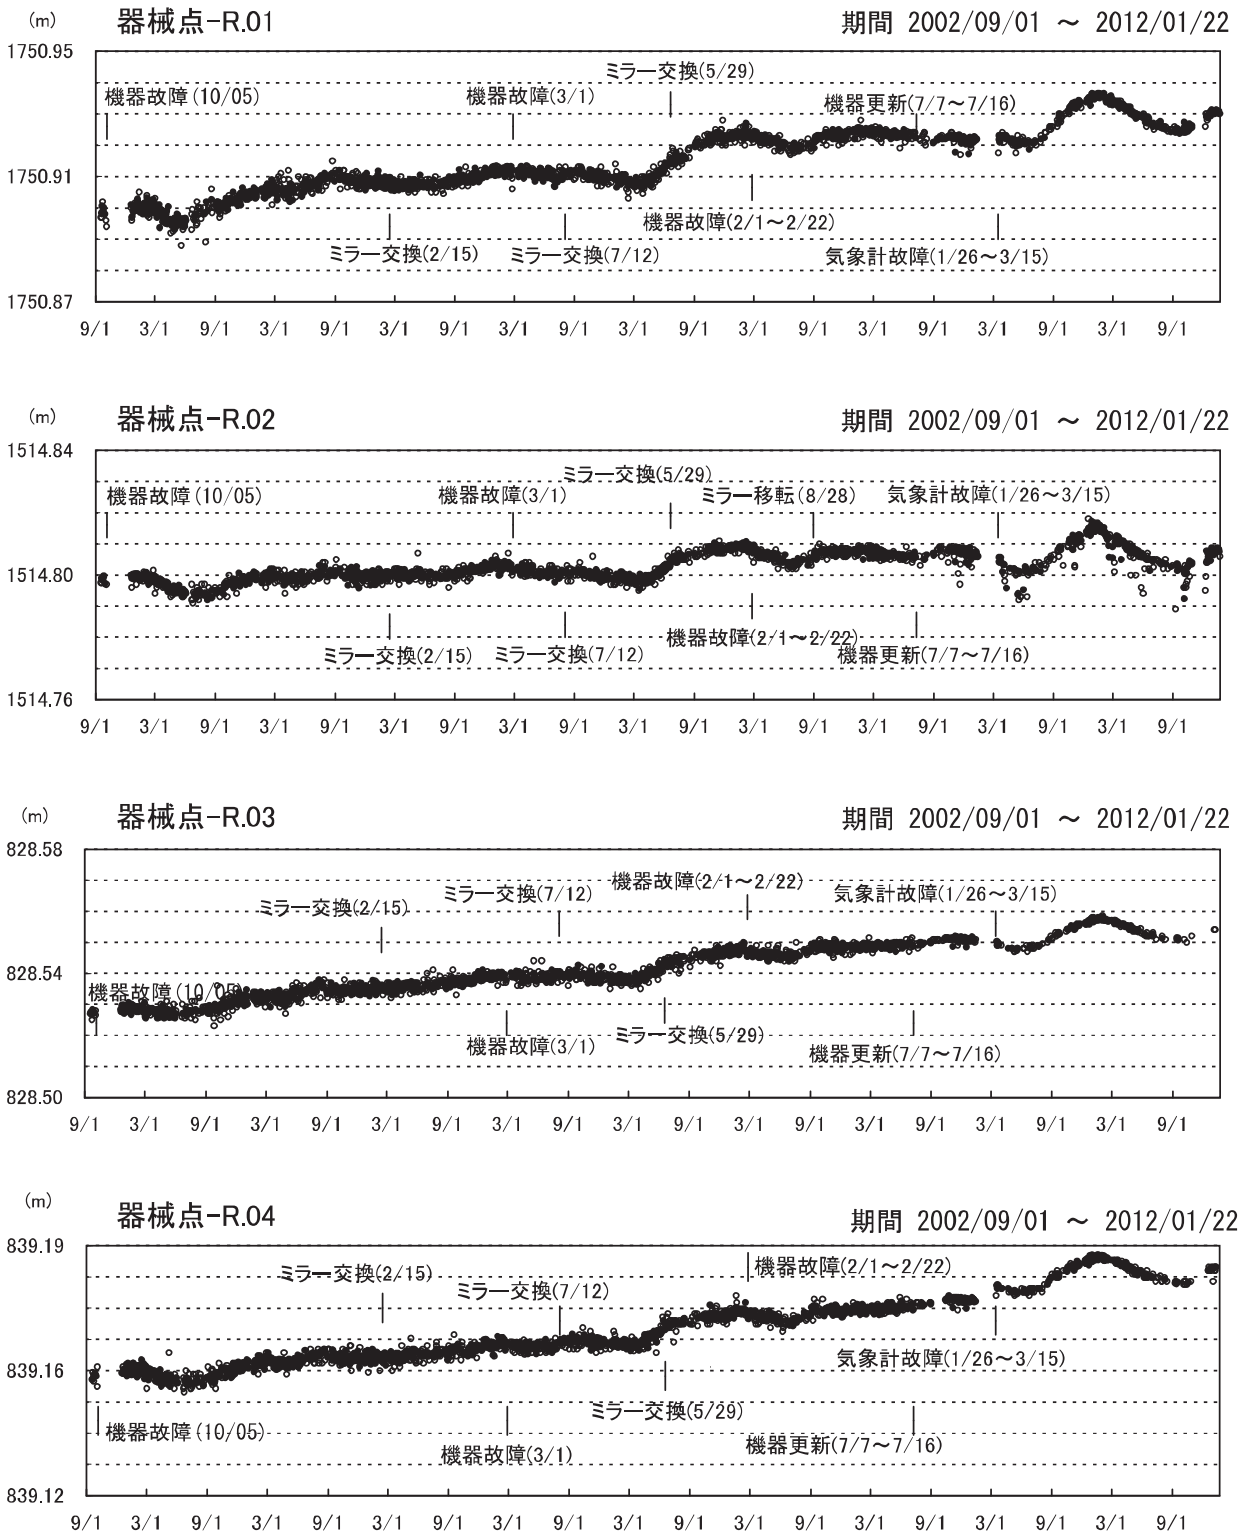 (m) 器械点-R.01 期間 2002/09/01 ～ 2012/01/22
1750.95
ミラー交換(5/29)
機器故障(10/05) 機器故障(3/1) 機器更新(7/7～7/16)
1750.91
機器故障(2/1～2/22)
ミラー交換(2/15) ミラー交換(7/12) 気象計故障(1/26～3/15)
1750.87
9/1 3/1 9/1 3/1 9/1 3/1 9/1 3/1 9/1 3/1 9/1 3/1 9/1 3/1 9/1 3/1 9/1 3/1 9/1
(m) 器械点-R.02 期間 2002/09/01 ～ 2012/01/22
1514.84
ミラー交換(5/29)
機器故障(10/05) 機器故障(3/1) ミラー移転(8/28) 気象計故障(1/26～3/15)
1514.80
機器故障(2/1～2/22)
ミラー交換(2/15) ミラー交換(7/12) 機器更新(7/7～7/16)
1514.76
9/1 3/1 9/1 3/1 9/1 3/1 9/1 3/1 9/1 3/1 9/1 3/1 9/1 3/1 9/1 3/1 9/1 3/1 9/1
(m) 器械点-R.03 期間 2002/09/01 ～ 2012/01/22
828.58
ミラー交換(7/12) 機器故障(2/1～2/22) 気象計故障(1/26～3/15)
ミラー交換(2/15)
828.54
機器故障(10/05)
機器故障(3/1) ミラー交換(5/29) 機器更新(7/7～7/16)
828.50
9/1 3/1 9/1 3/1 9/1 3/1 9/1 3/1 9/1 3/1 9/1 3/1 9/1 3/1 9/1 3/1 9/1 3/1 9/1
(m) 器械点-R.04 期間 2002/09/01 ～ 2012/01/22
839.19
ミラー交換(2/15) ミラー交換(7/12) 機器故障(2/1～2/22)
839.16
気象計故障(1/26～3/15)
ミラー交換(5/29)
機器故障(10/05) 機器故障(3/1) 機器更新(7/7～7/16)
839.12
9/1 3/1 9/1 3/1 9/1 3/1 9/1 3/1 9/1 3/1 9/1 3/1 9/1 3/1 9/1 3/1 9/1 3/1 9/1